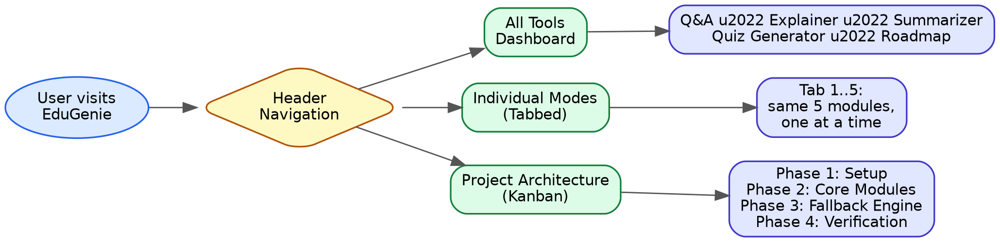 User visits
EduGenie
Header
Navigation
All Tools
Dashboard
Q&A u2022 Explainer u2022 Summarizer
Quiz Generator u2022 Roadmap
Individual Modes
(Tabbed)
Tab 1..5:
same 5 modules,
one at a time
Project Architecture
(Kanban)
Phase 1: Setup
Phase 2: Core Modules
Phase 3: Fallback Engine
Phase 4: Verification